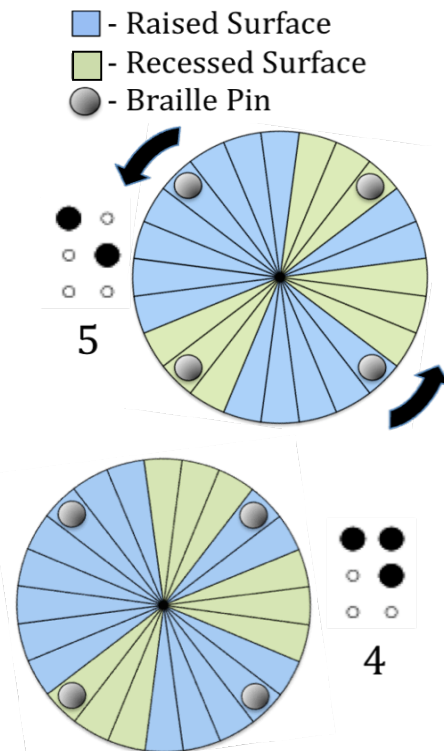 - Raised Surface
- Recessed Surface
- Braille Pin
5
4